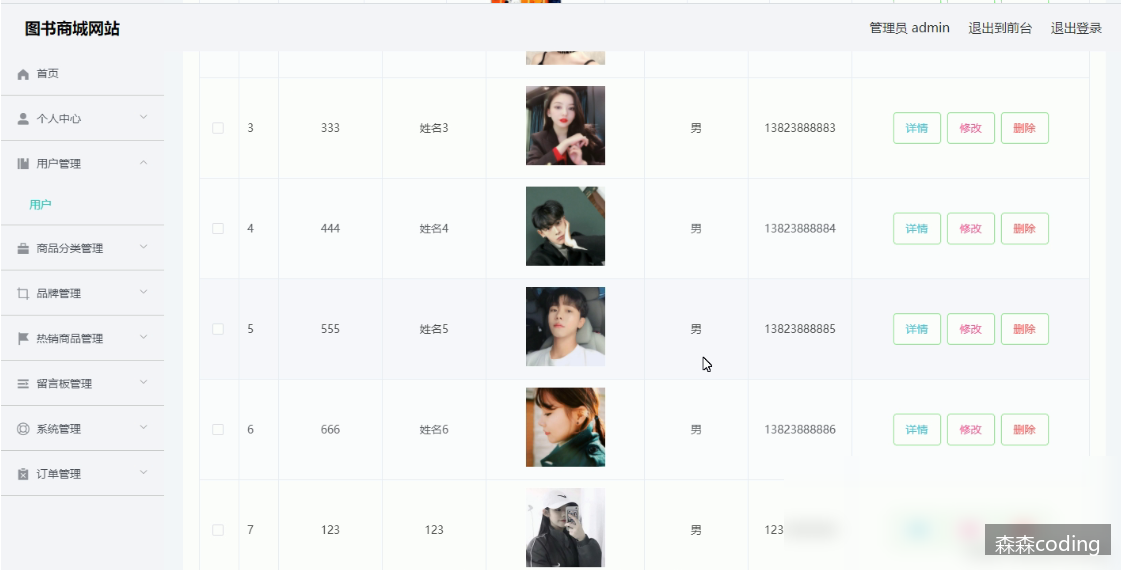 图书商城网站
管理员 admin 退出到前台 退出登录
首页
个人中心
用户管理
用户
商品分类管理
品牌管理
热销商品管理
留言板管理
系统管理
订单管理
3 333 姓名3 男 13823888883 详情 修改 删除
4 444 姓名4 男 13823888884 详情 修改 删除
5 555 姓名5 男 13823888885 详情 修改 删除
6 666 姓名6 男 13823888886 详情 修改 删除
7 123 123 男 123
森森coding